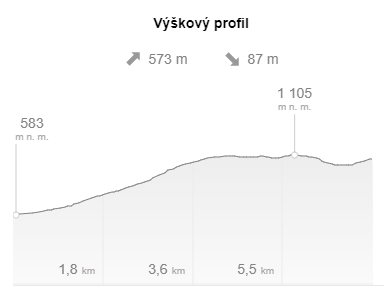 Výškový profil
573 m 87 m
1 105
m n. m.
583
m n. m.
1,8 km 3,6 km 5,5 km